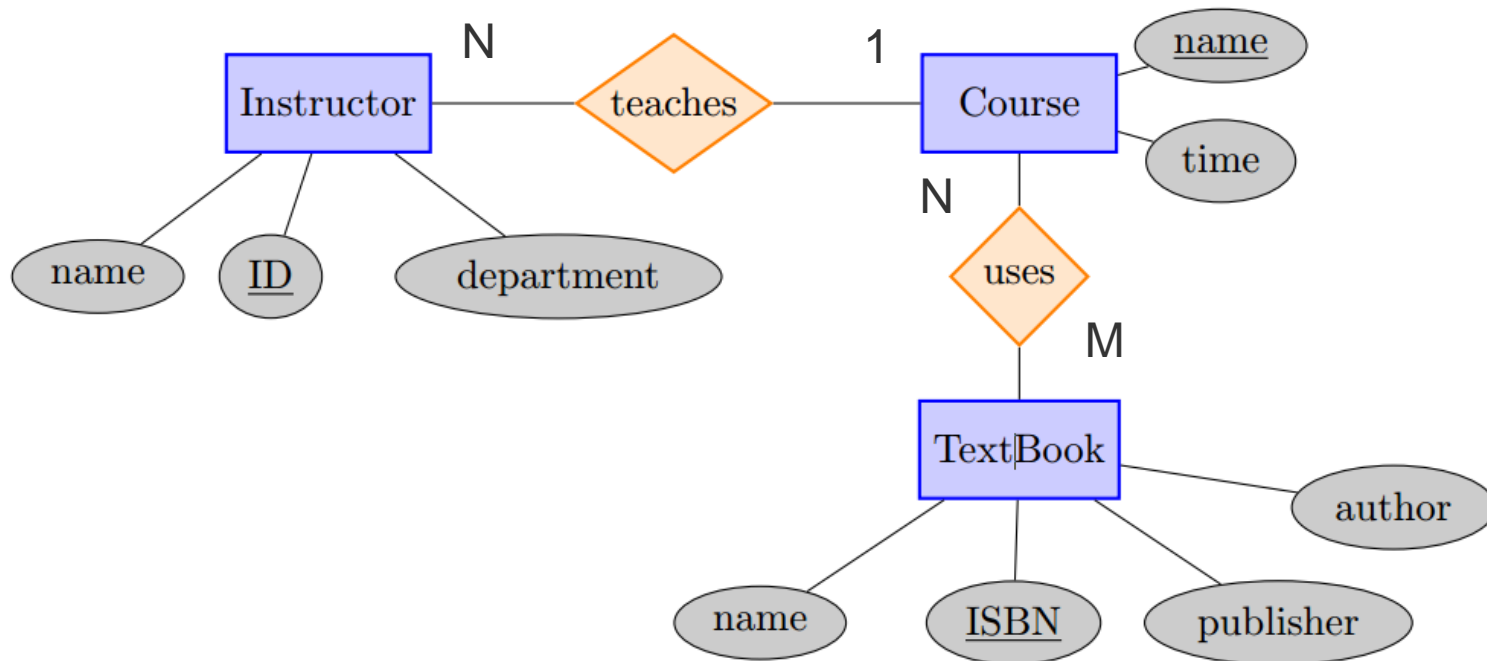 N
1
name
Instructor
teaches
Course
time
N
name
ID
department
uses
M
TextBook
author
name
ISBN
publisher